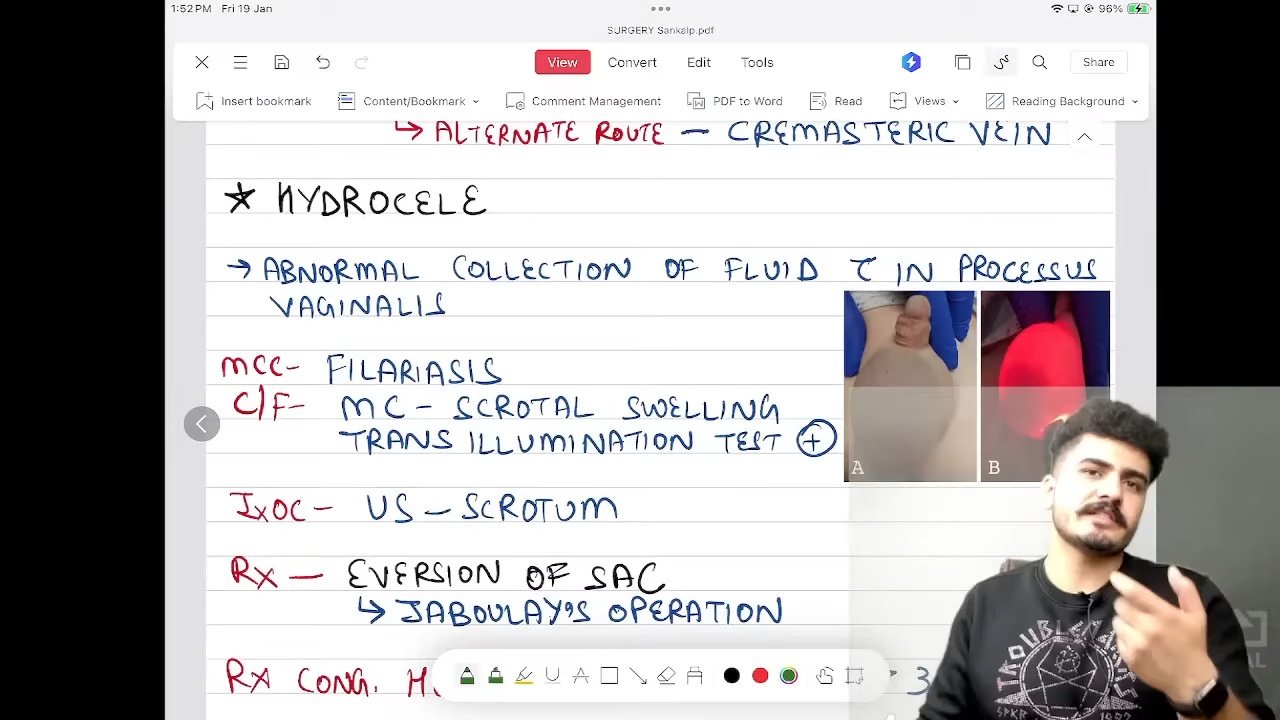 1:52PM Fri 19 Jan
96%
SURGERY Sankalp.pdf
View Convert Edit Tools Share
Insert bookmark Content/Bookmark Comment Management PDF to Word Read Views Reading Background
↳ ALTERNATE ROUTE — CREMASTERIC VEIN
★ HYDROCELE
→ ABNORMAL COLLECTION OF FLUID IN PROCESSUS
VAGINALIS
MCC- FILARIASIS
C/F- MC - SCROTAL SWELLING
TRANS ILLUMINATION TEST (+)
A B
IxOC - US - SCROTUM
Rx — EVERSION OF SAC
↳ JABOULAY'S OPERATION
Rx CONG. H. 3
TROUBLE